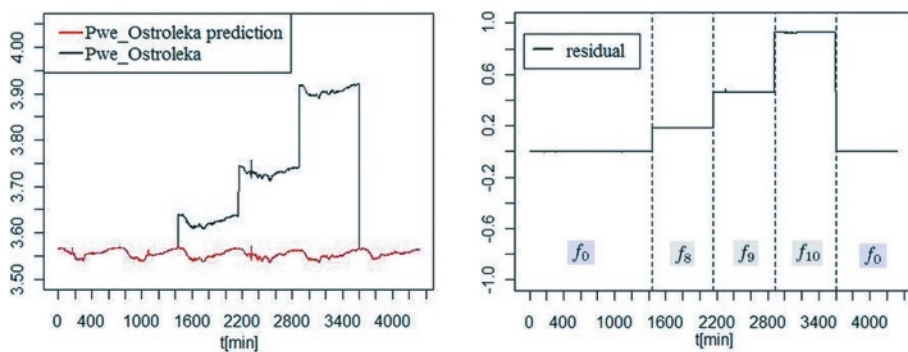 Pwe_Ostroleka prediction
Pwe_Ostroleka
4.00
3.90
3.80
3.70
3.60
3.50
0 400 1000 1600 2200 2800 3400 4000
t[min]
residual
1.0
0.6
0.2
-0.2
-0.6
-1.0
f0 f8 f9 f10 f0
0 400 1000 1600 2200 2800 3400 4000
t[min]